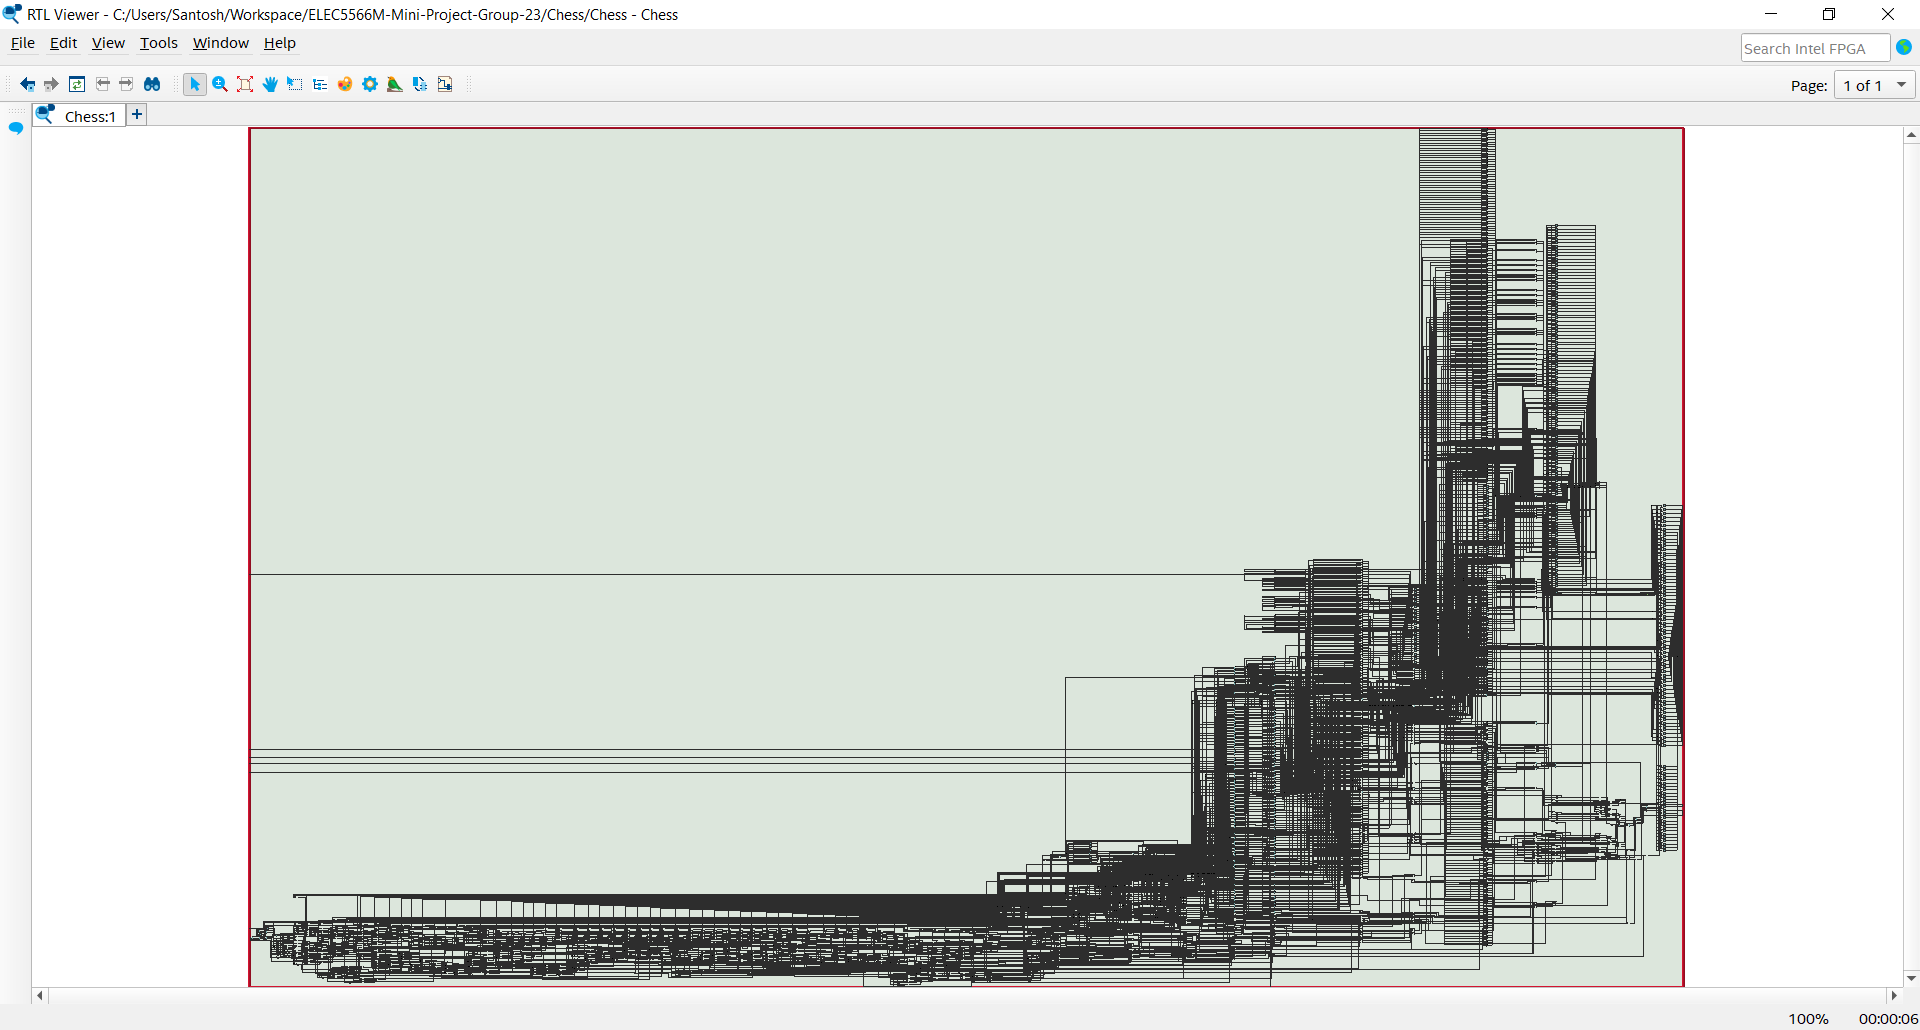 RTL Viewer - C:/Users/Santosh/Workspace/ELEC5566M-Mini-Project-Group-23/Chess/Chess - Chess
File Edit View Tools Window Help
Search Intel FPGA
Page: 1 of 1
Chess:1
100% 00:00:06